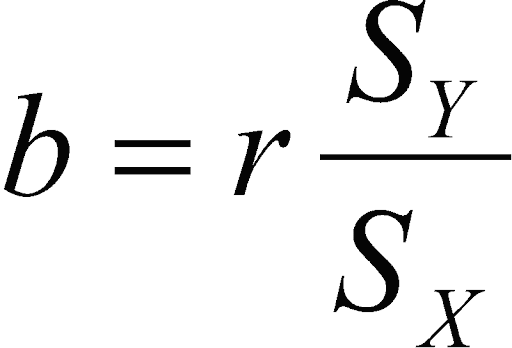 b = r S_Y / S_X